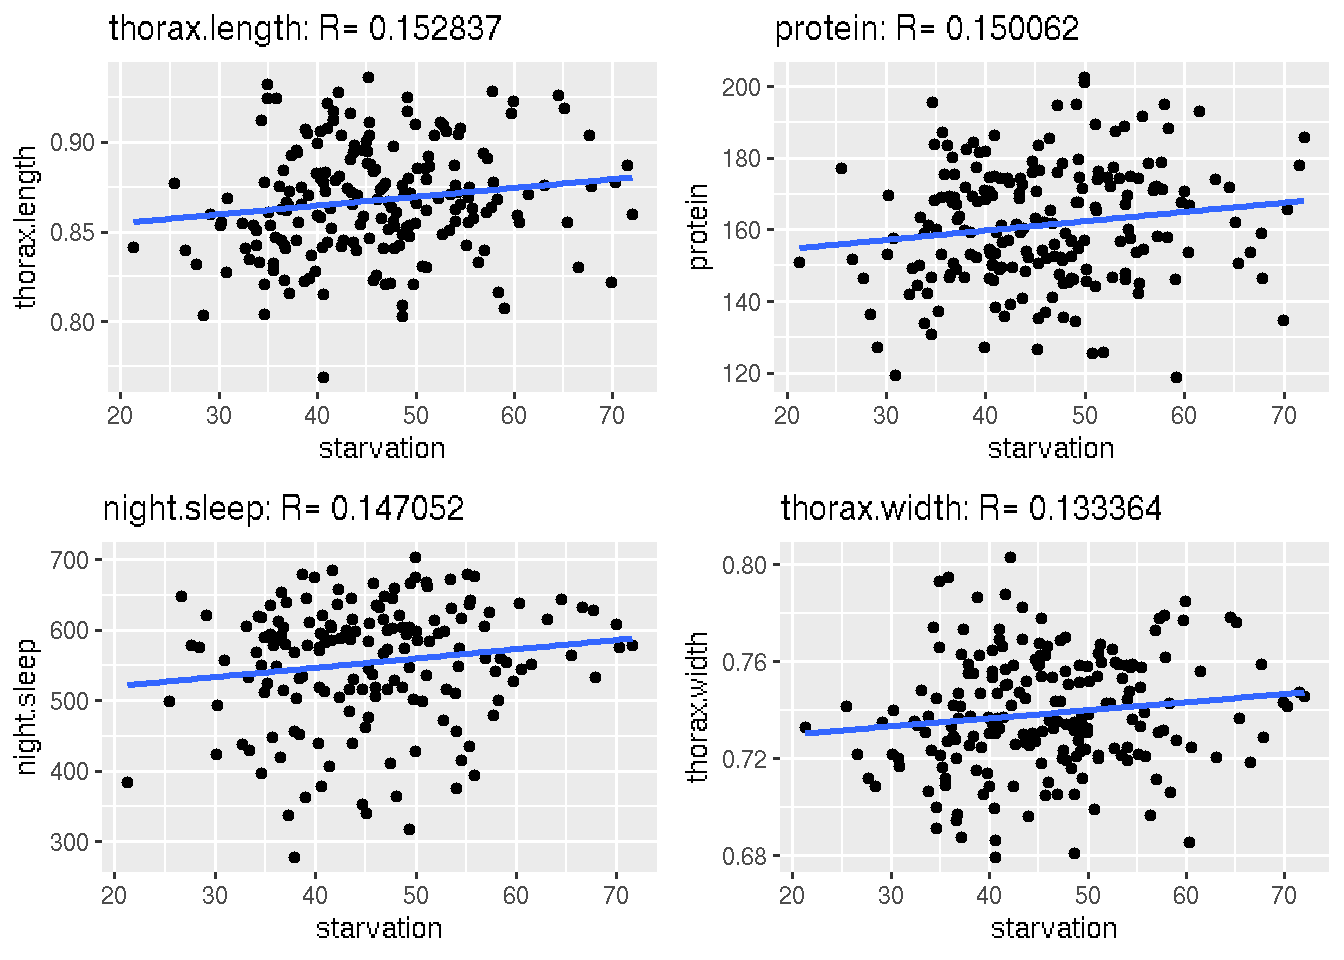 thorax.length: R= 0.152837
thorax.length
0.90
0.85
0.80
20 30 40 50 60 70
starvation
protein: R= 0.150062
protein
200
180
160
140
120
20 30 40 50 60 70
starvation
night.sleep: R= 0.147052
night.sleep
700
600
500
400
300
20 30 40 50 60 70
starvation
thorax.width: R= 0.133364
thorax.width
0.80
0.76
0.72
0.68
20 30 40 50 60 70
starvation